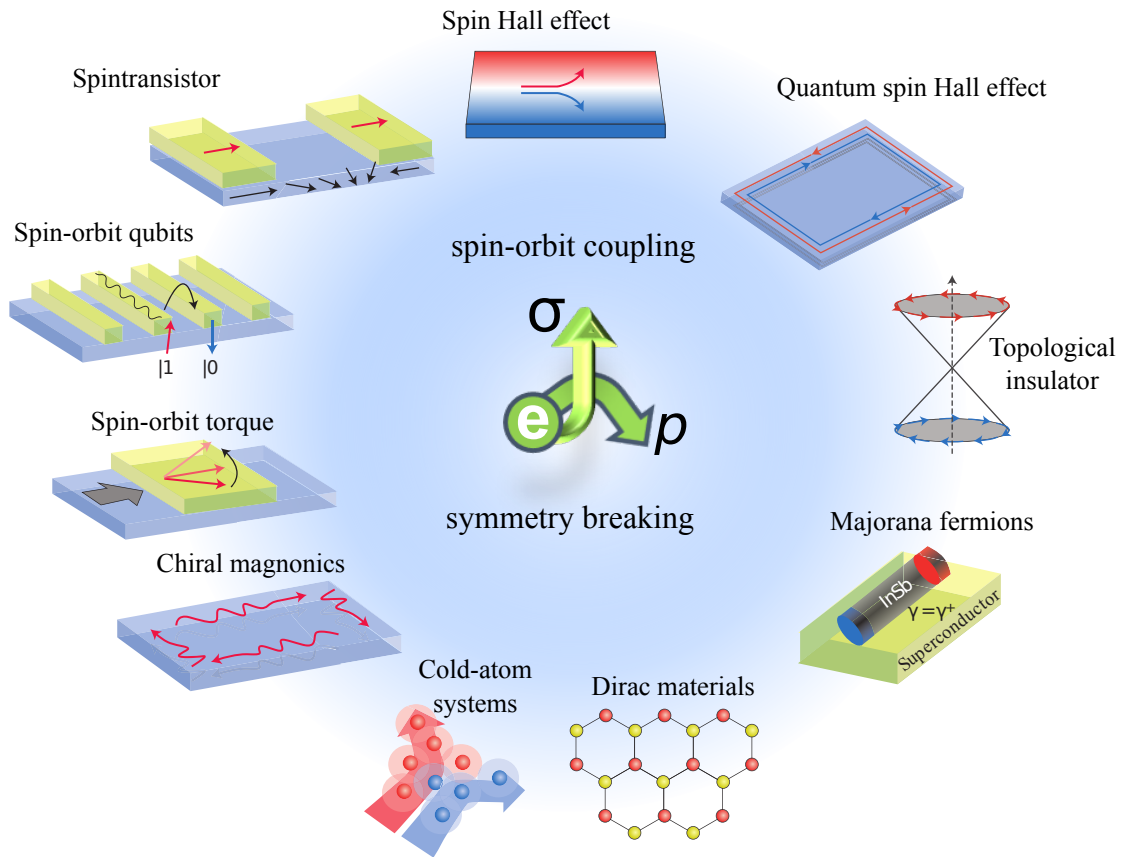 Spin Hall effect
Spintransistor
Quantum spin Hall effect
Spin-orbit qubits
spin-orbit coupling
σ
|1
|0
Topological
insulator
e
p
Spin-orbit torque
symmetry breaking
Majorana fermions
InSb
γ=γ×
Superconductor
Chiral magnonics
Cold-atom
systems
Dirac materials